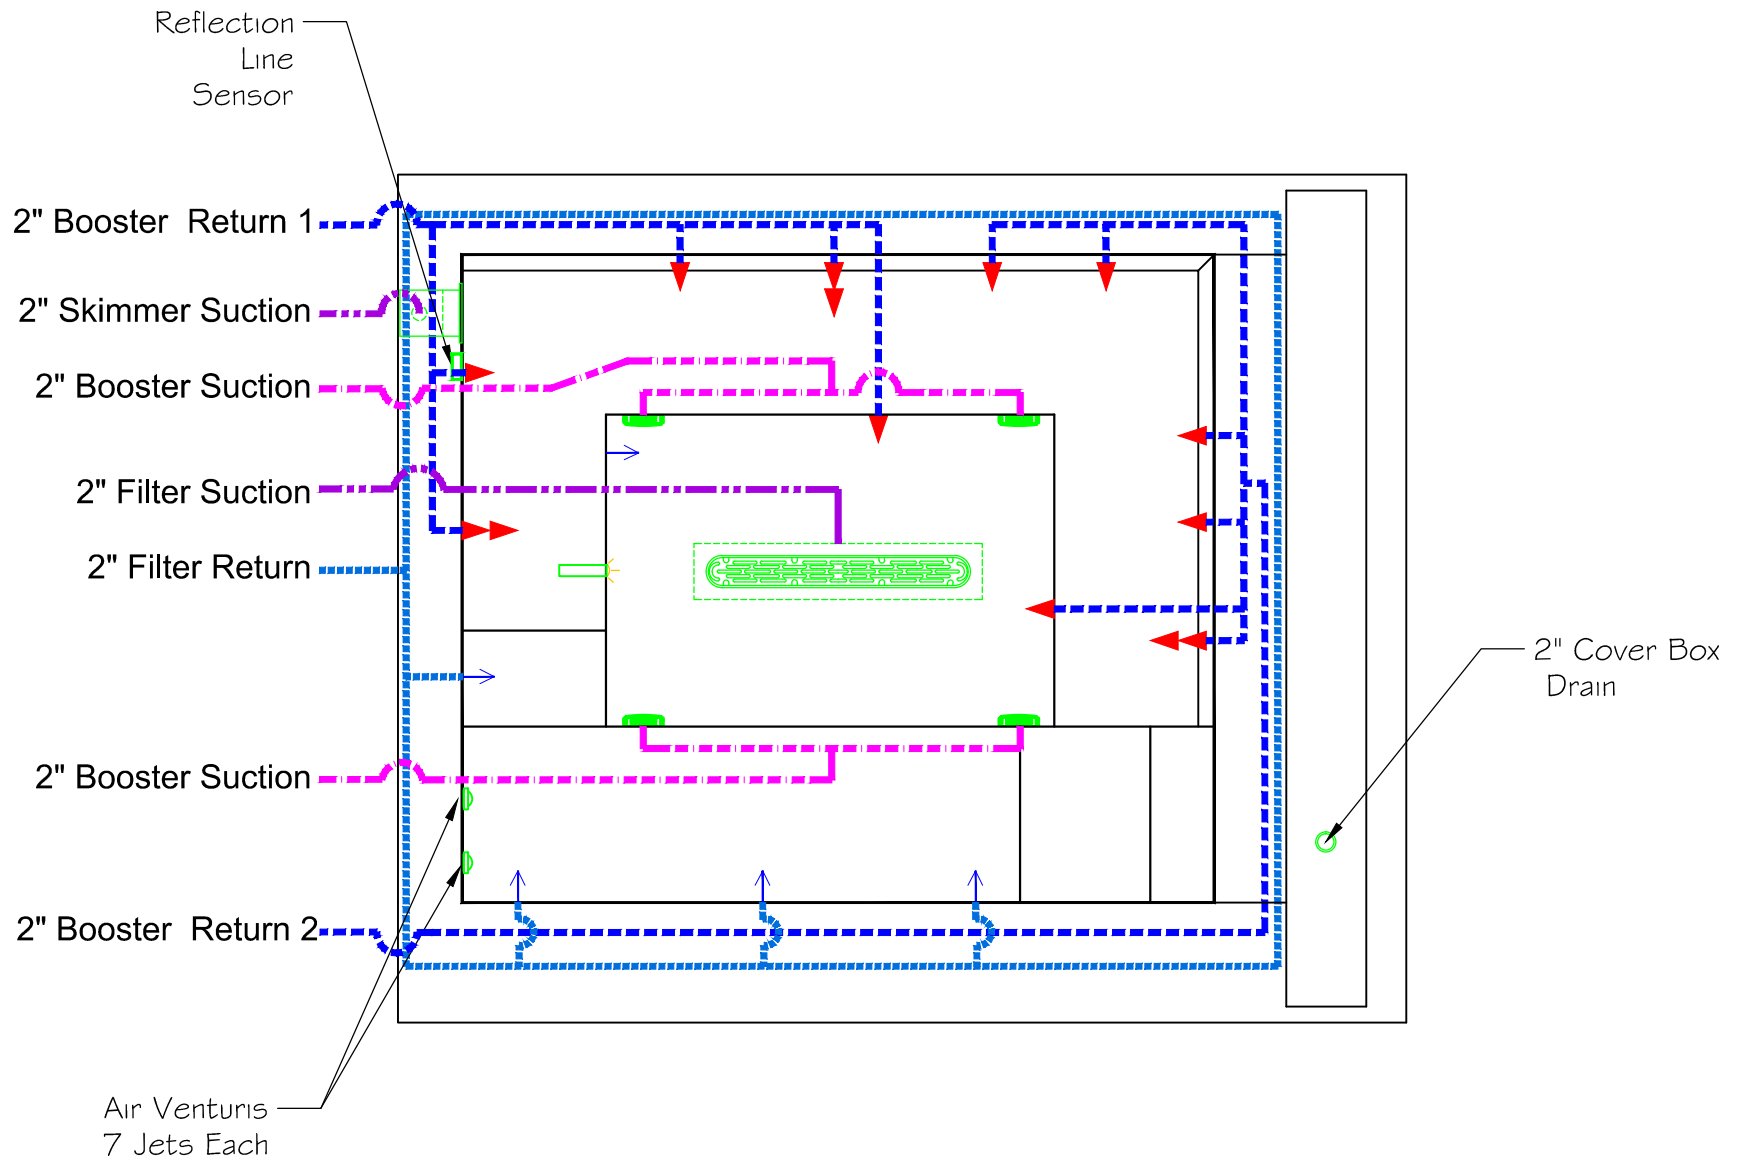 Reflection
Line
Sensor
2" Booster  Return 1
2" Skimmer Suction
2" Booster Suction
2" Filter Suction
2" Filter Return
2" Cover Box
Drain
2" Booster Suction
2" Booster  Return 2
Air Venturis
7 Jets Each